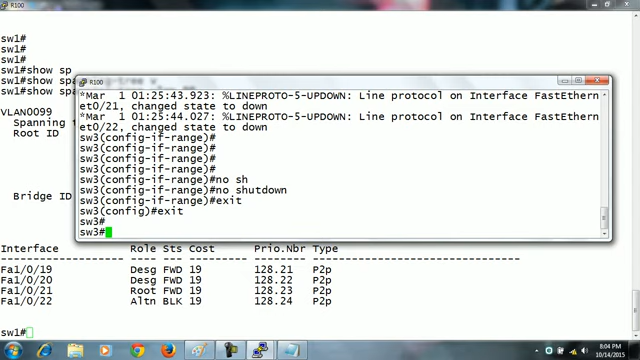 R100
sw1#
sw1#
sw1#
sw1#show sp
sw1#show spa
sw1#show spa
R100
*Mar 1 01:25:43.923: %LINEPROTO-5-UPDOWN: Line protocol on Interface FastEthern
et0/21, changed state to down
*Mar 1 01:25:44.027: %LINEPROTO-5-UPDOWN: Line protocol on Interface FastEthern
et0/22, changed state to down
sw3(config-if-range)#
sw3(config-if-range)#
sw3(config-if-range)#
sw3(config-if-range)#
sw3(config-if-range)#no sh
sw3(config-if-range)#no shutdown
sw3(config-if-range)#exit
sw3(config)#exit
sw3#
sw3#
VLAN0099
Spanning
Root ID
Bridge ID
Interface Role Sts Cost Prio.Nbr Type
Fa1/0/19 Desg FWD 19 128.21 P2p
Fa1/0/20 Desg FWD 19 128.22 P2p
Fa1/0/21 Root FWD 19 128.23 P2p
Fa1/0/22 Altn BLK 19 128.24 P2p
sw1#
8:04 PM
10/14/2015